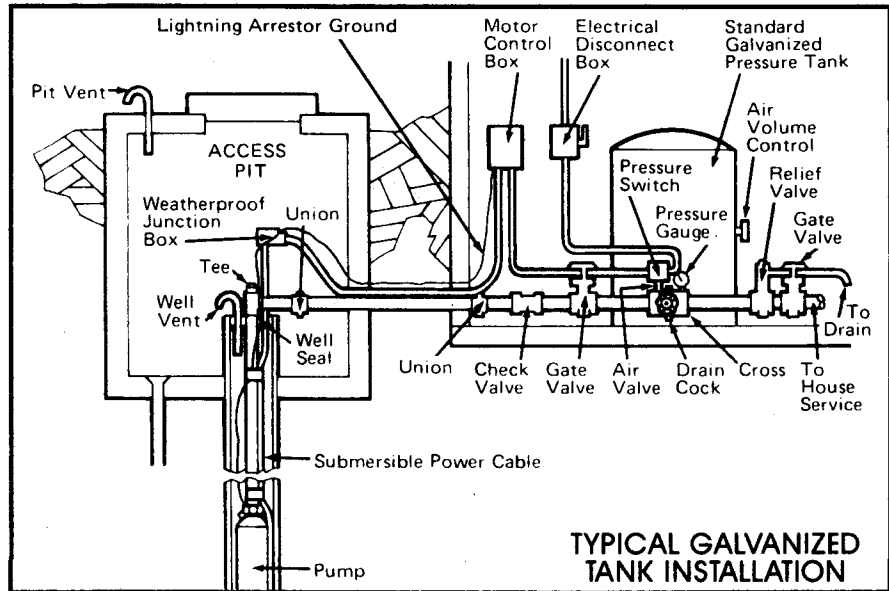 Lightning Arrestor Ground
Motor
Control
Box
Electrical
Disconnect
Box
Standard
Galvanized
Pressure Tank
Pit Vent
ACCESS
PIT
Air
Volume
Control
Pressure
Switch
Relief
Valve
Weatherproof
Junction
Box
Union
Pressure
Gauge
Gate
Valve
Tee
Well
Vent
Well
Seal
To
Drain
Union
Check
Valve
Gate
Valve
Air
Valve
Drain
Cock
Cross
To
House
Service
Submersible Power Cable
Pump
TYPICAL GALVANIZED
TANK INSTALLATION